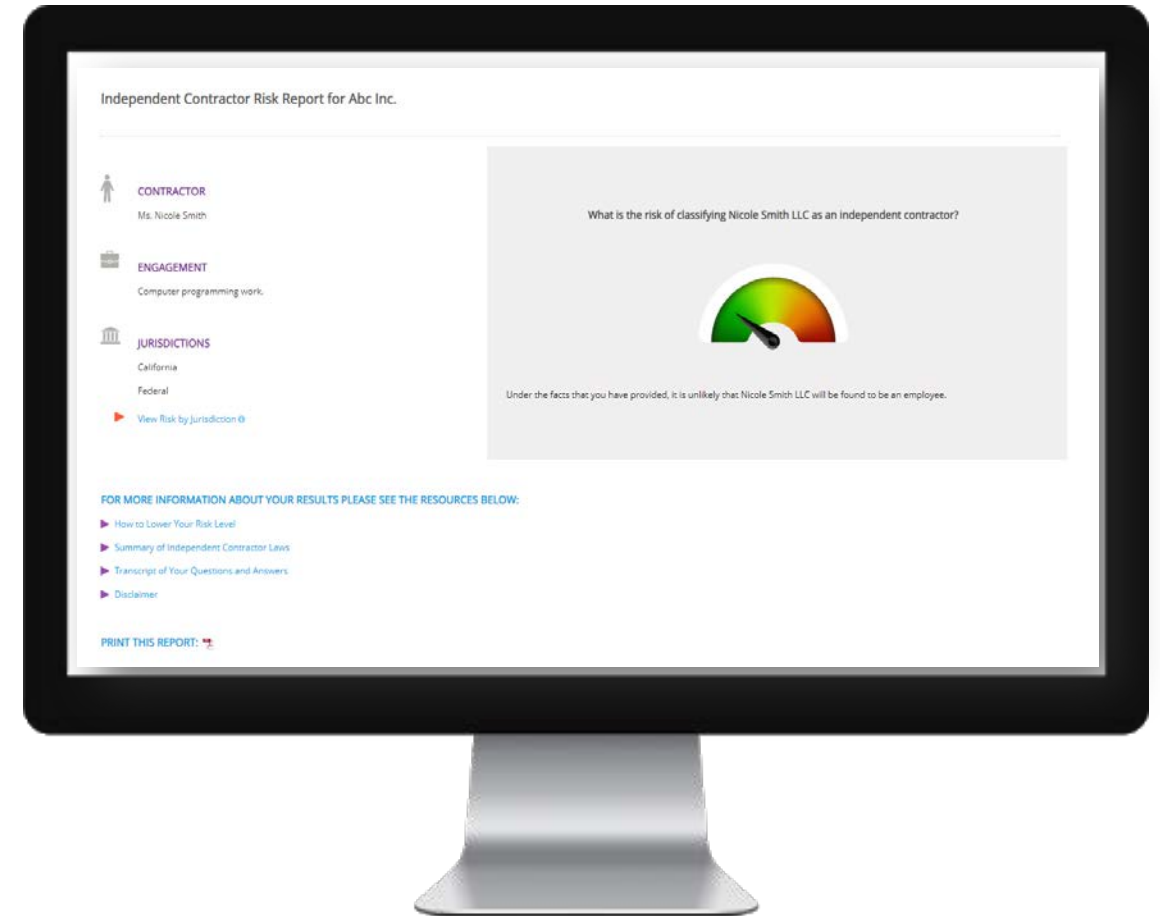 Independent Contractor Risk Report for Abc Inc.
CONTRACTOR
Ms. Nicole Smith
ENGAGEMENT
Computer programming work.
JURISDICTIONS
California
Federal
View Risk by Jurisdiction
What is the risk of classifying Nicole Smith LLC as an independent contractor?
Under the facts that you have provided, it is unlikely that Nicole Smith LLC will be found to be an employee.
FOR MORE INFORMATION ABOUT YOUR RESULTS PLEASE SEE THE RESOURCES BELOW:
How to Lower Your Risk Level
Summary of Independent Contractor Laws
Transcript of Your Questions and Answers
Disclaimer
PRINT THIS REPORT: